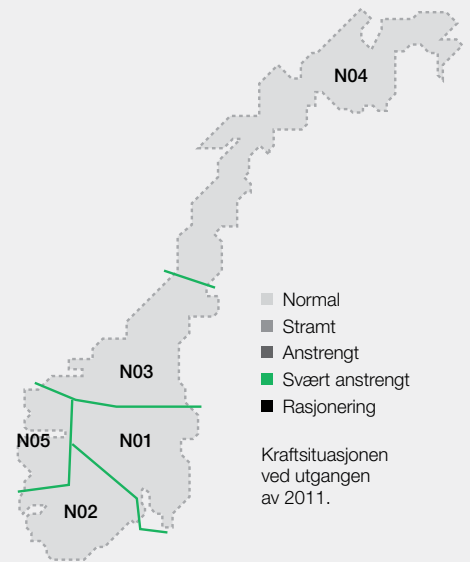 N04
Normal
Stramt
Anstrengt
Svært anstrengt
Rasjonering
N03
N05
N01
Kraftsituasjonen
ved utgangen
av 2011.
N02